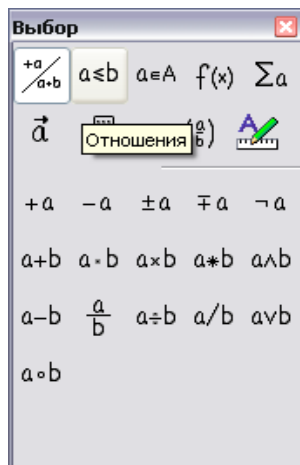 Выбор
+a/a+b a≤b a∈A f(x) Σa
a⃗ Отношения (a/b)
+a -a ±a ∓a ¬a
a+b a·b a×b a∗b a∧b
a-b a/b a÷b a/b a∨b
a∘b